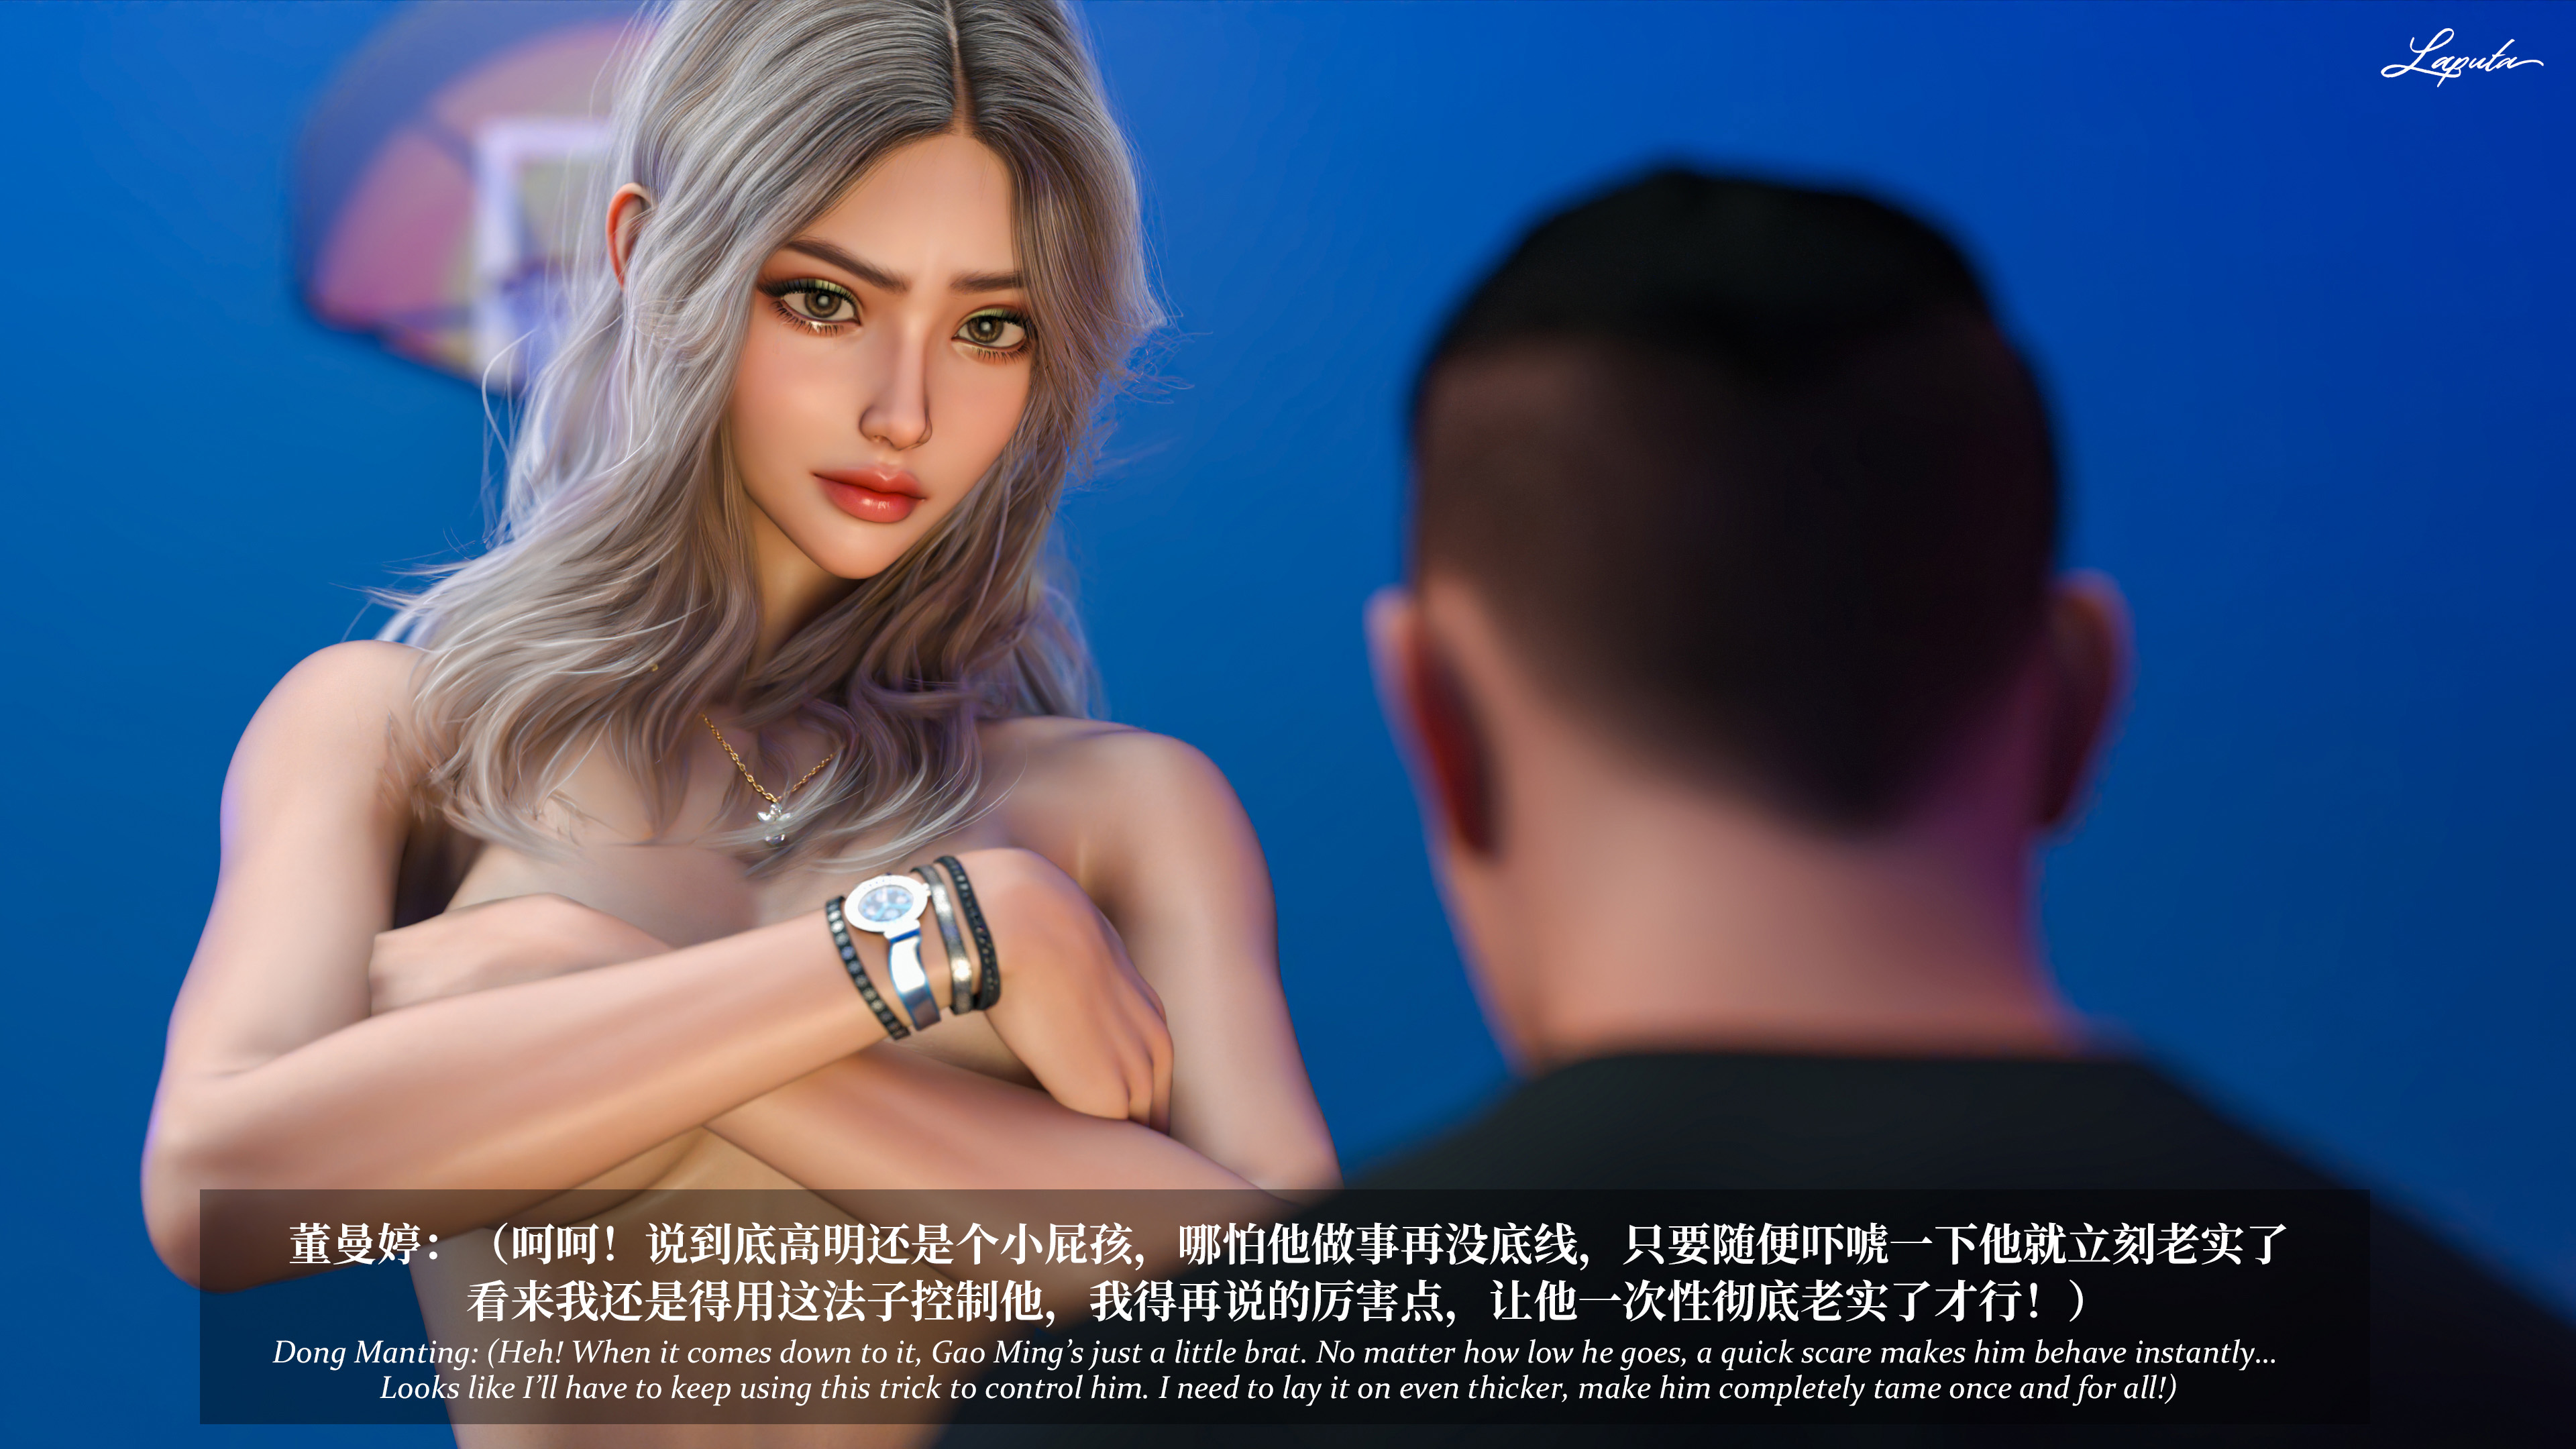 Laputa
董曼婷：（呵呵！说到底高明还是个小屁孩，哪怕他做事再没底线，只要随便吓唬一下他就立刻老实了
看来我还是得用这法子控制他，我得再说的厉害点，让他一次性彻底老实了才行！）
Dong Manting: (Heh! When it comes down to it, Gao Ming’s just a little brat. No matter how low he goes, a quick scare makes him behave instantly...
Looks like I’ll have to keep using this trick to control him. I need to lay it on even thicker, make him completely tame once and for all!)